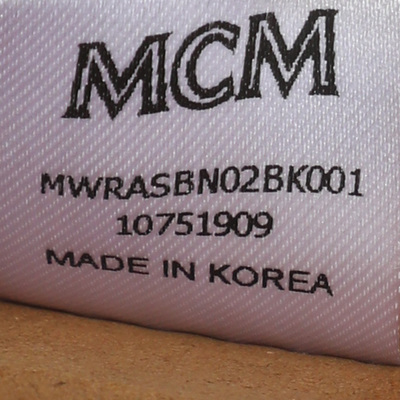 MCM
MWRASBN02BK001
10751909
MADE IN KOREA